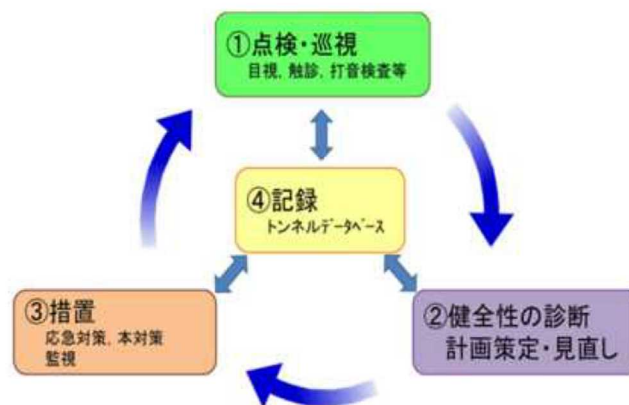 ①点検・巡視
目視, 触診, 打音検査等
④記録
トンネルデータベース
③措置
応急対策, 本対策
監視
②健全性の診断
計画策定・見直し